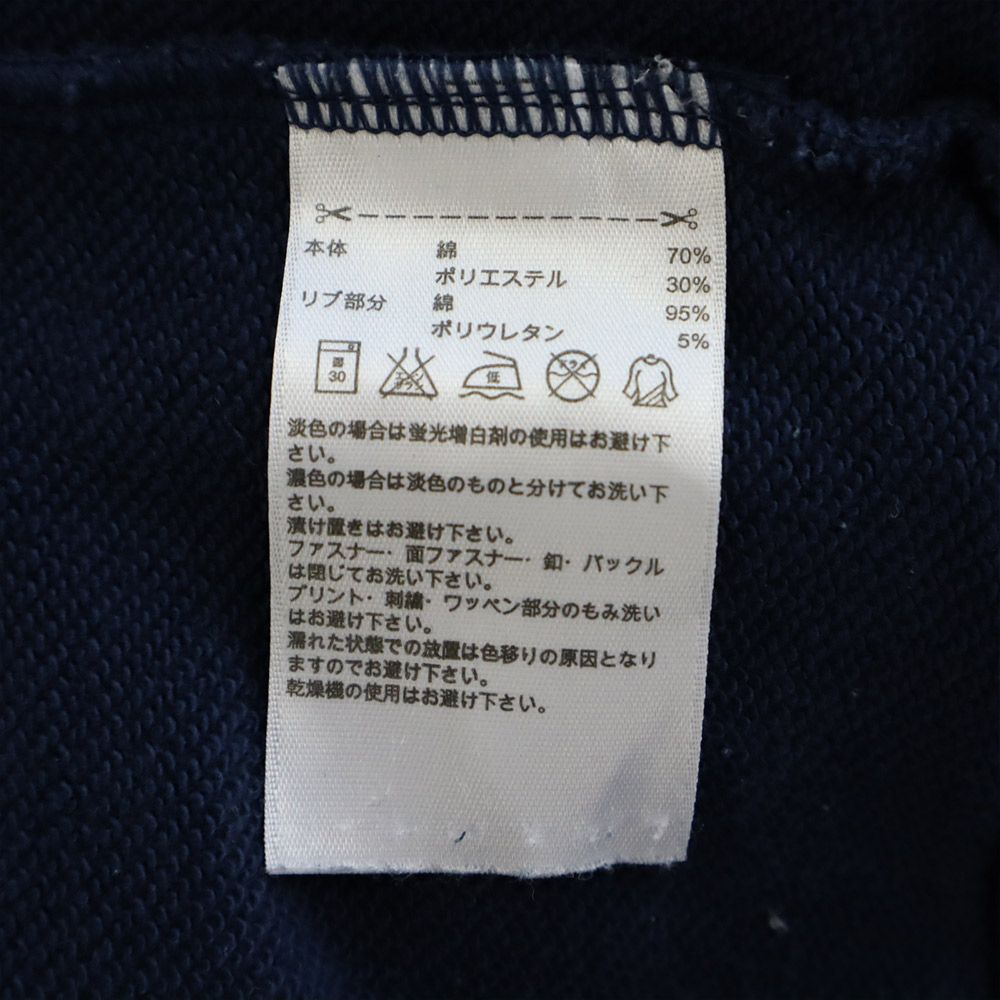 本体 綿 70%
ポリエステル 30%
リブ部分 綿 95%
ポリウレタン 5%
30 低
淡色の場合は蛍光増白剤の使用はお避け下
さい。
濃色の場合は淡色のものと分けてお洗い下
さい。
漬け置きはお避け下さい。
ファスナー・面ファスナー・釦・バックル
は閉じてお洗い下さい。
プリント・刺繍・ワッペン部分のもみ洗い
はお避け下さい。
濡れた状態での放置は色移りの原因となり
ますのでお避け下さい。
乾燥機の使用はお避け下さい。